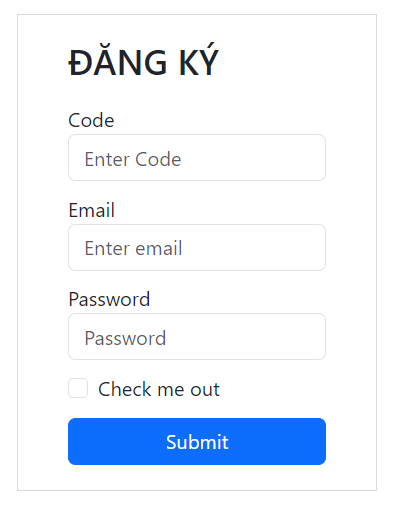 ĐĂNG KÝ
Code
Enter Code
Email
Enter email
Password
Password
Check me out
Submit